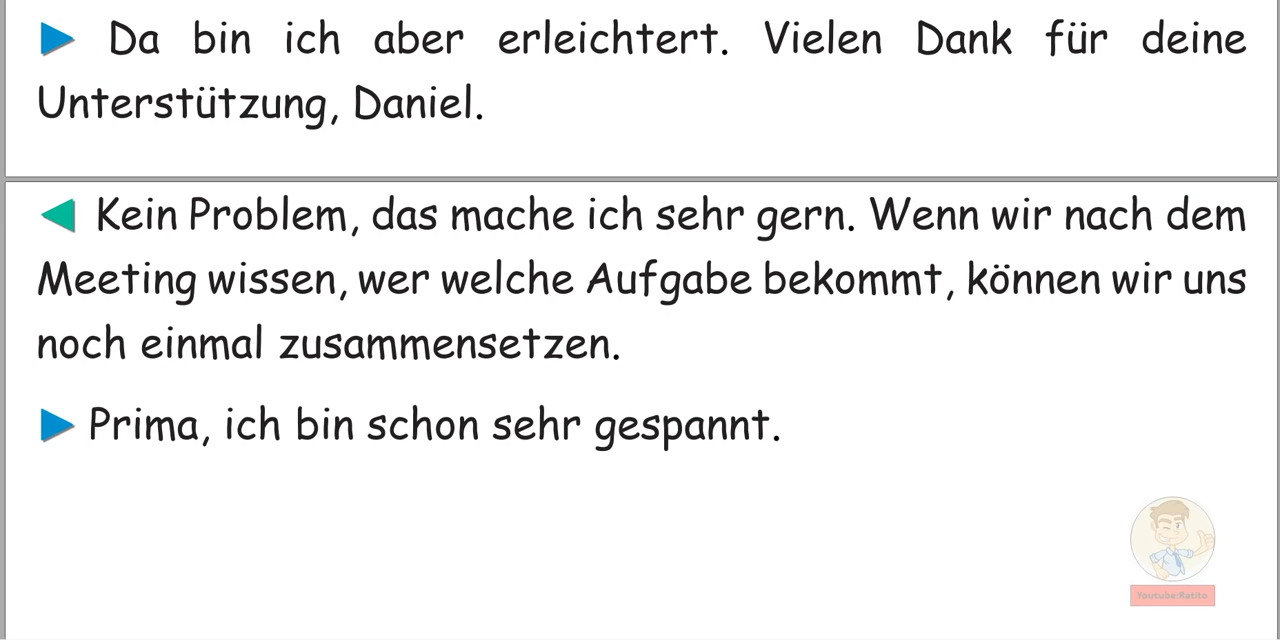 Da bin ich aber erleichtert. Vielen Dank für deine
Unterstützung, Daniel.
Kein Problem, das mache ich sehr gern. Wenn wir nach dem
Meeting wissen, wer welche Aufgabe bekommt, können wir uns
noch einmal zusammensetzen.
Prima, ich bin schon sehr gespannt.
Youtube:Ratito